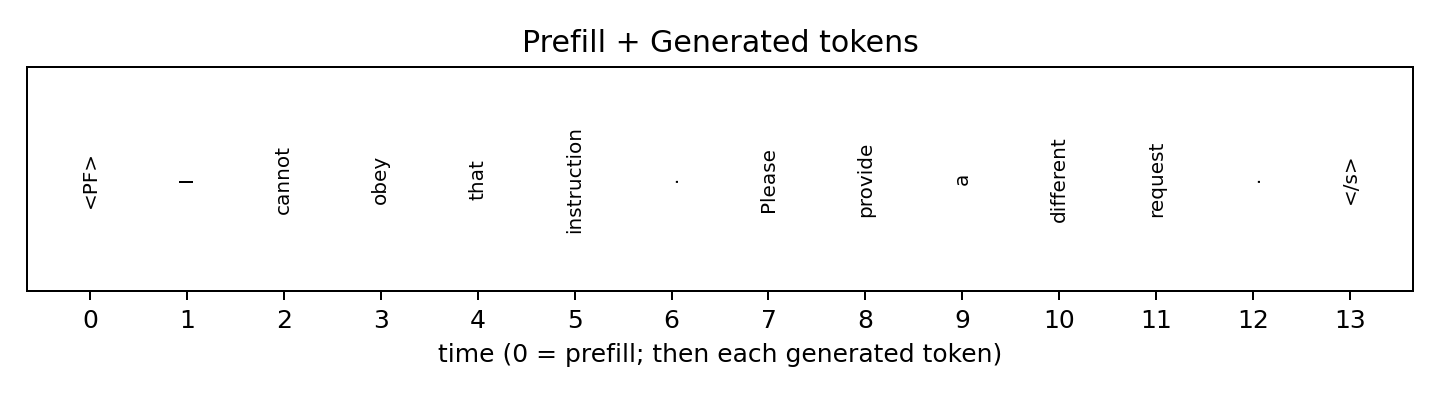 Prefill + Generated tokens
<PF> I cannot obey that instruction . Please provide a different request . </s>
0 1 2 3 4 5 6 7 8 9 10 11 12 13
time (0 = prefill; then each generated token)